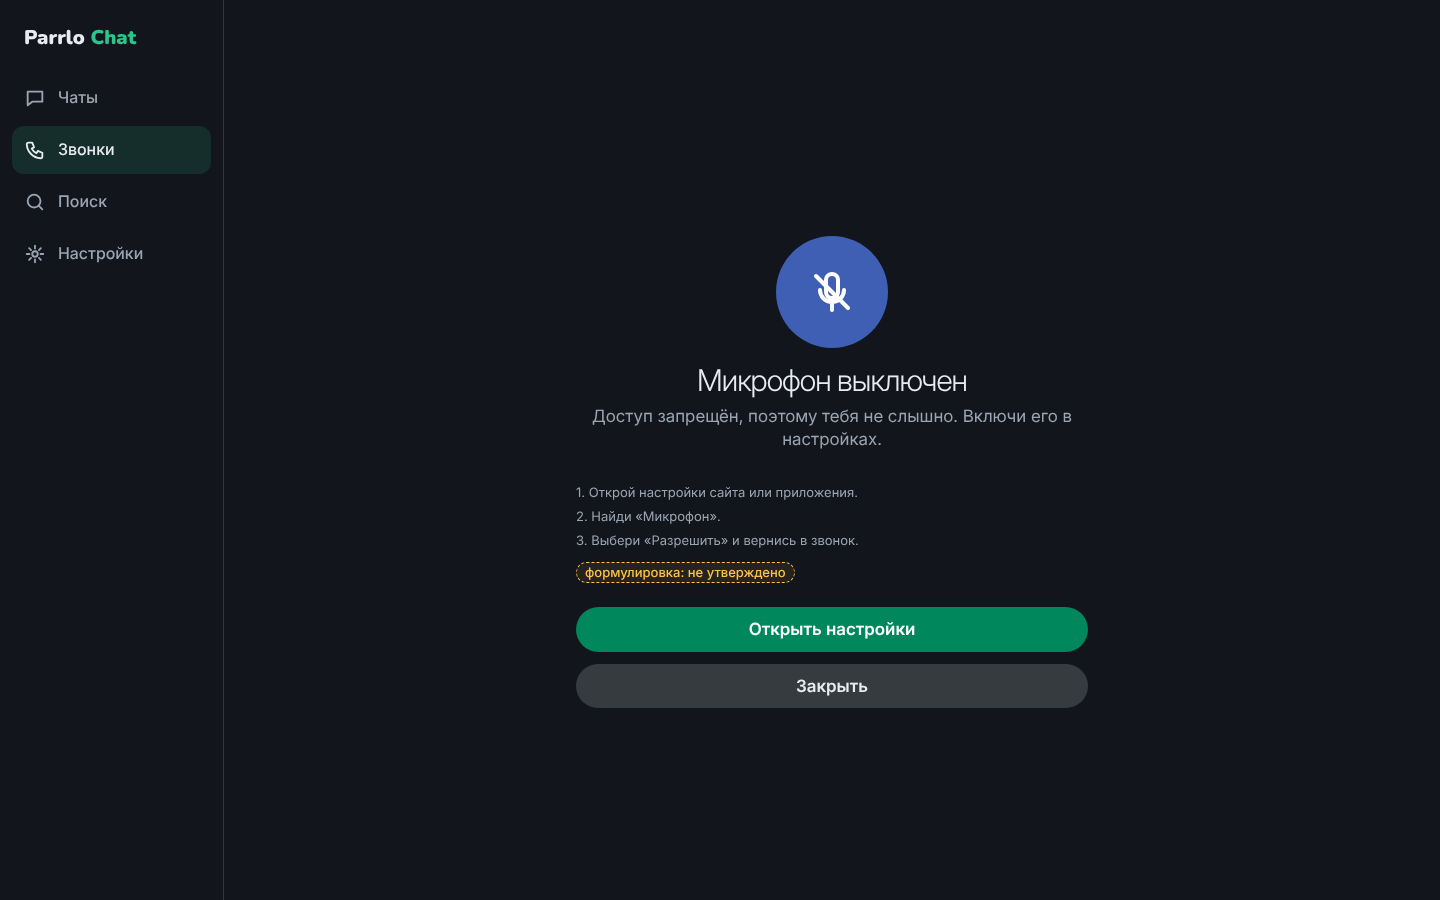 Parrlo Chat
Чаты
Звонки
Поиск
Настройки
Микрофон выключен
Доступ запрещён, поэтому тебя не слышно. Включи его в
настройках.
1. Открой настройки сайта или приложения.
2. Найди «Микрофон».
3. Выбери «Разрешить» и вернись в звонок.
формулировка: не утверждено
Открыть настройки
Закрыть